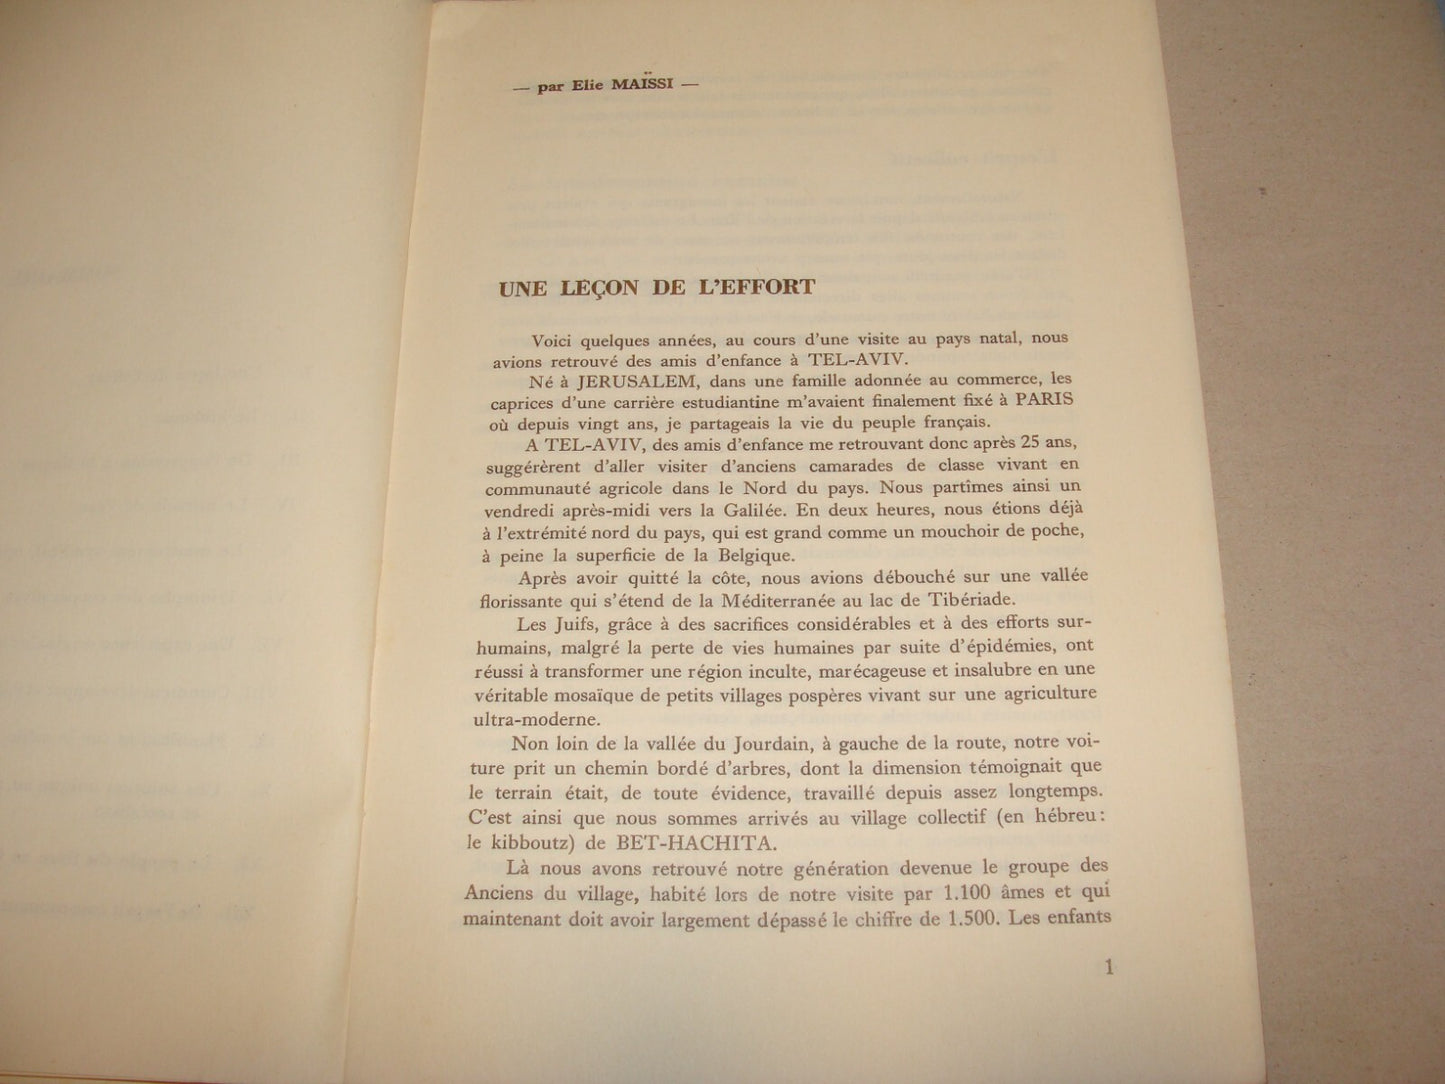 — par Elie MAÏSSI —
UNE LEÇON DE L'EFFORT
Voici quelques années, au cours d'une visite au pays natal, nous
avions retrouvé des amis d'enfance à TEL-AVIV.
Né à JERUSALEM, dans une famille adonnée au commerce, les
caprices d'une carrière estudiantine m'avaient finalement fixé à PARIS
où depuis vingt ans, je partageais la vie du peuple français.
A TEL-AVIV, des amis d'enfance me retrouvant donc après 25 ans,
suggérèrent d'aller visiter d'anciens camarades de classe vivant en
communauté agricole dans le Nord du pays. Nous partîmes ainsi un
vendredi après-midi vers la Galilée. En deux heures, nous étions déjà
à l'extrémité nord du pays, qui est grand comme un mouchoir de poche,
à peine la superficie de la Belgique.
Après avoir quitté la côte, nous avions débouché sur une vallée
florissante qui s'étend de la Méditerranée au lac de Tibériade.
Les Juifs, grâce à des sacrifices considérables et à des efforts sur-
humains, malgré la perte de vies humaines par suite d'épidémies, ont
réussi à transformer une région inculte, marécageuse et insalubre en une
véritable mosaïque de petits villages pospères vivant sur une agriculture
ultra-moderne.
Non loin de la vallée du Jourdain, à gauche de la route, notre voi-
ture prit un chemin bordé d'arbres, dont la dimension témoignait que
le terrain était, de toute évidence, travaillé depuis assez longtemps.
C'est ainsi que nous sommes arrivés au village collectif (en hébreu :
le kibboutz) de BET-HACHITA.
Là nous avons retrouvé notre génération devenue le groupe des
Anciens du village, habité lors de notre visite par 1.100 âmes et qui
maintenant doit avoir largement dépassé le chiffre de 1.500. Les enfants
1